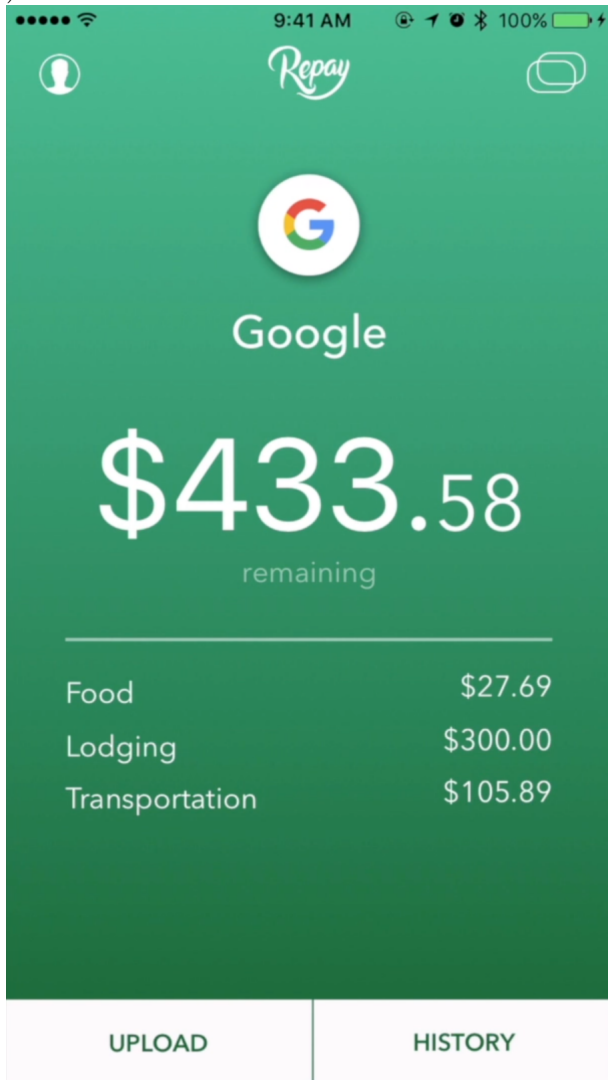 9:41 AM 100%
Repay
Google
$433.58
remaining
Food $27.69
Lodging $300.00
Transportation $105.89
UPLOAD HISTORY